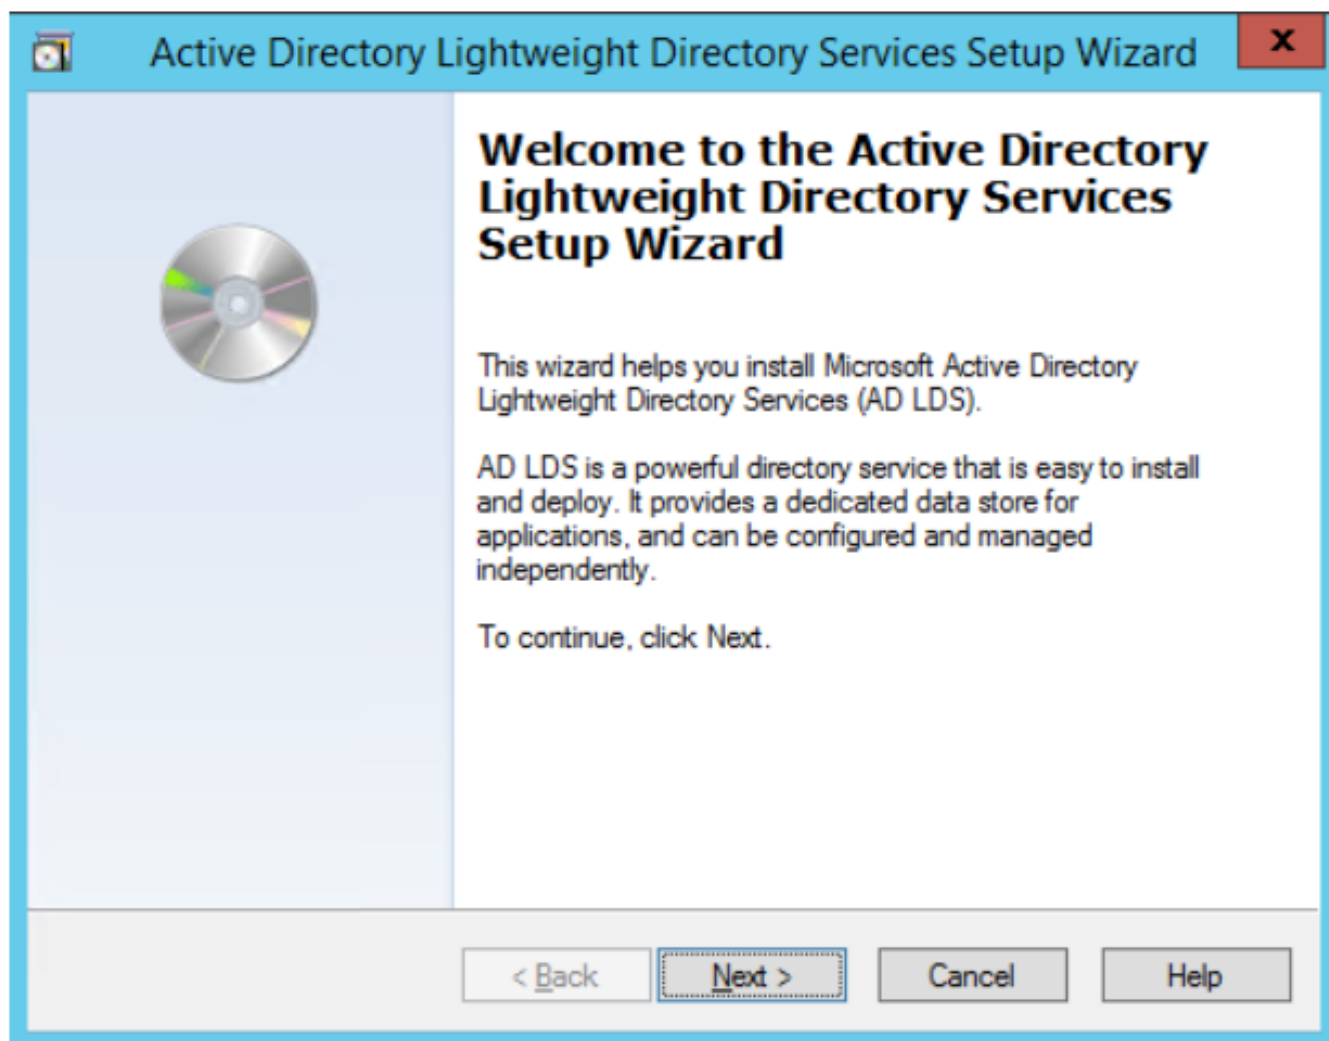 Active Directory Lightweight Directory Services Setup Wizard
x
Welcome to the Active Directory
Lightweight Directory Services
Setup Wizard
This wizard helps you install Microsoft Active Directory
Lightweight Directory Services (AD LDS).
AD LDS is a powerful directory service that is easy to install
and deploy. It provides a dedicated data store for
applications, and can be configured and managed
independently.
To continue, click Next.
< Back Next > Cancel Help